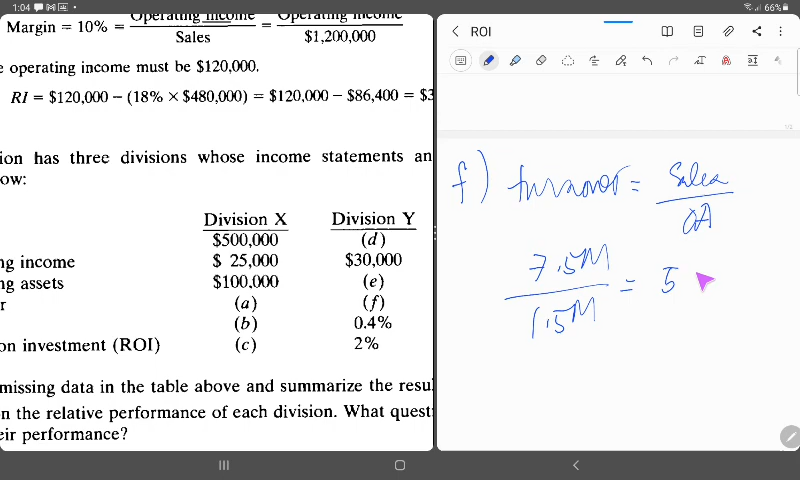 1:04
66%
Margin = 10% = Operating income / Sales = Operating income / $1,200,000
e operating income must be $120,000.
RI = $120,000 − (18% × $480,000) = $120,000 − $86,400 = $3
ion has three divisions whose income statements an
ow:
Division X Division Y
$500,000 (d)
ng income $ 25,000 $30,000
ng assets $100,000 (e)
r (a) (f)
(b) 0.4%
on investment (ROI) (c) 2%
missing data in the table above and summarize the resu
n the relative performance of each division. What quest
eir performance?
ROI
1/2
f) turnover = Sales / OA
7.5M / 1.5M = 5